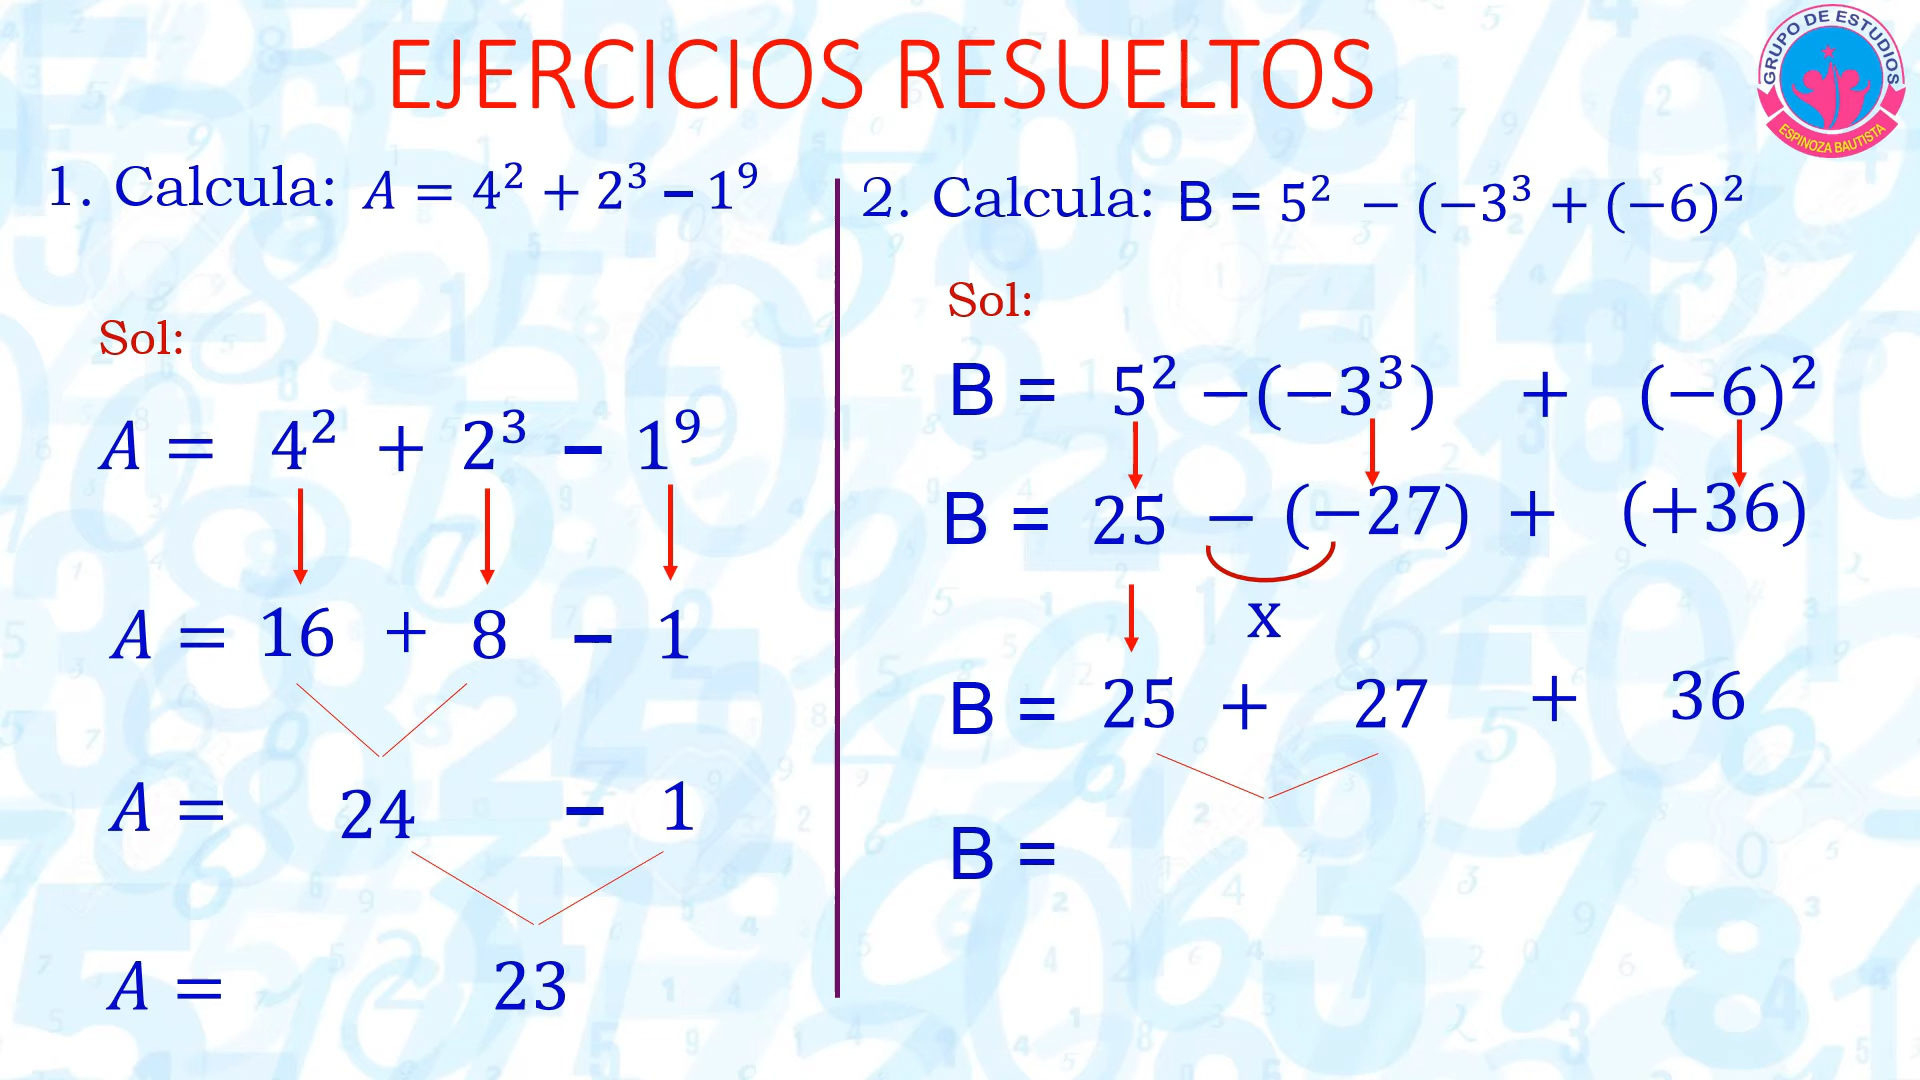 EJERCICIOS RESUELTOS
GRUPO DE ESTUDIOS
ESPINOZA BAUTISTA
1. Calcula: A = 4² + 2³ – 1⁹
Sol:
A = 4² + 2³ – 1⁹
A = 16 + 8 – 1
A = 24 – 1
A = 23
2. Calcula: B = 5² − (−3³ + (−6)²
Sol:
B = 5² −(−3³) + (−6)²
B = 25 − (−27) + (+36)
x
B = 25 + 27 + 36
B =